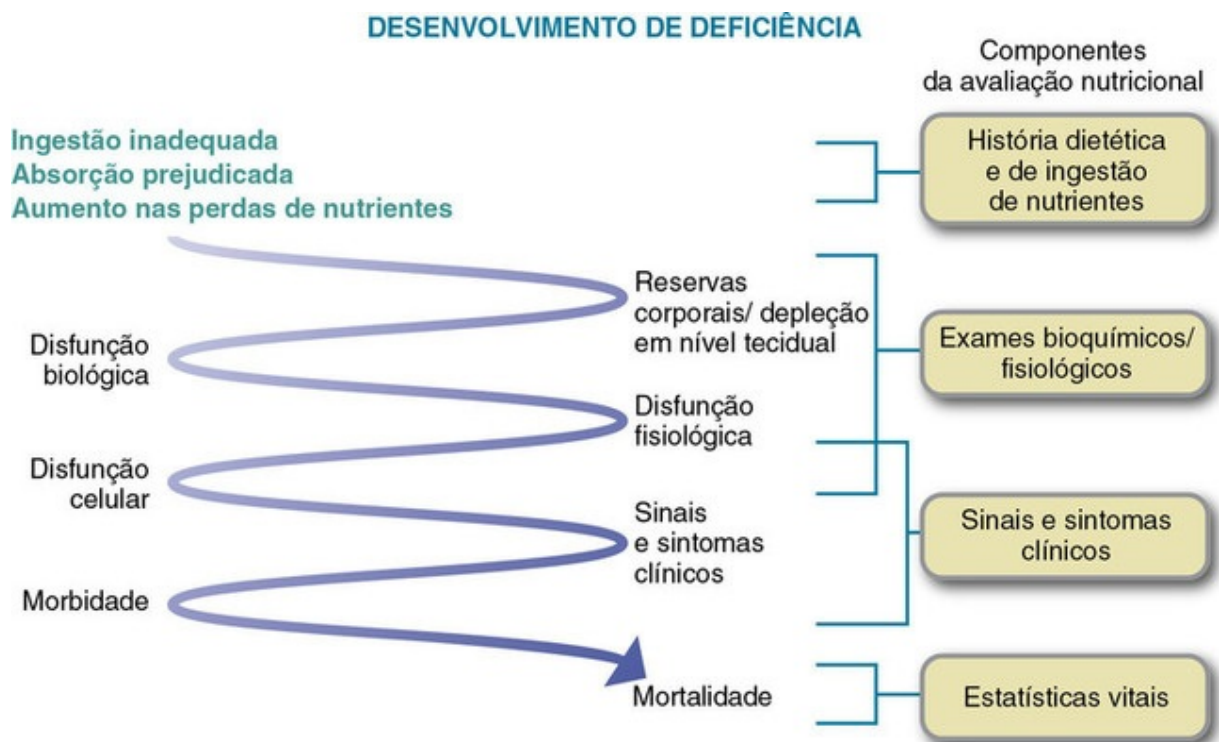 DESENVOLVIMENTO DE DEFICIÊNCIA
Componentes
da avaliação nutricional
Ingestão inadequada
Absorção prejudicada
Aumento nas perdas de nutrientes
História dietética
e de ingestão
de nutrientes
Reservas
corporais/ depleção
em nível tecidual
Disfunção
biológica
Exames bioquímicos/
fisiológicos
Disfunção
fisiológica
Disfunção
celular
Sinais
e sintomas
clínicos
Sinais e sintomas
clínicos
Morbidade
Mortalidade
Estatísticas vitais